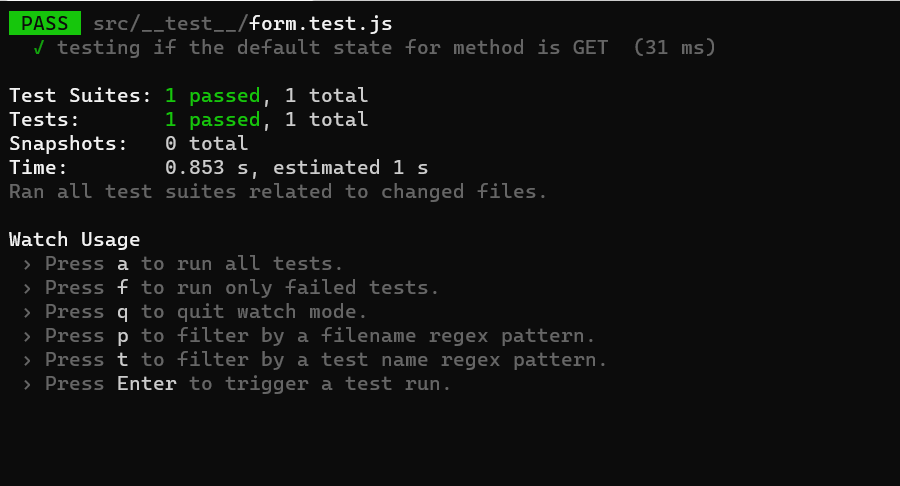 PASS src/__test__/form.test.js
√ testing if the default state for method is GET (31 ms)
Test Suites: 1 passed, 1 total
Tests: 1 passed, 1 total
Snapshots: 0 total
Time: 0.853 s, estimated 1 s
Ran all test suites related to changed files.
Watch Usage
› Press a to run all tests.
› Press f to run only failed tests.
› Press q to quit watch mode.
› Press p to filter by a filename regex pattern.
› Press t to filter by a test name regex pattern.
› Press Enter to trigger a test run.